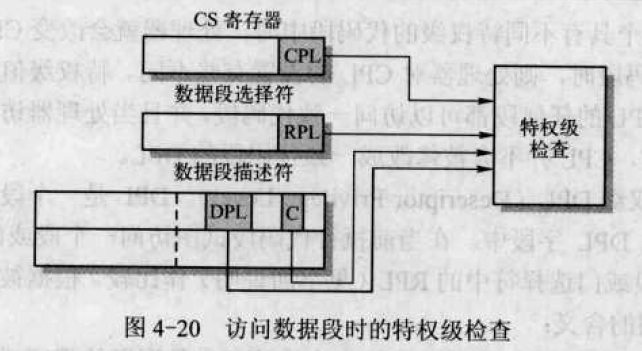 CS 寄存器
CPL
数据段选择符
RPL
特权级
检查
数据段描述符
DPL
C
图 4-20 访问数据段时的特权级检查